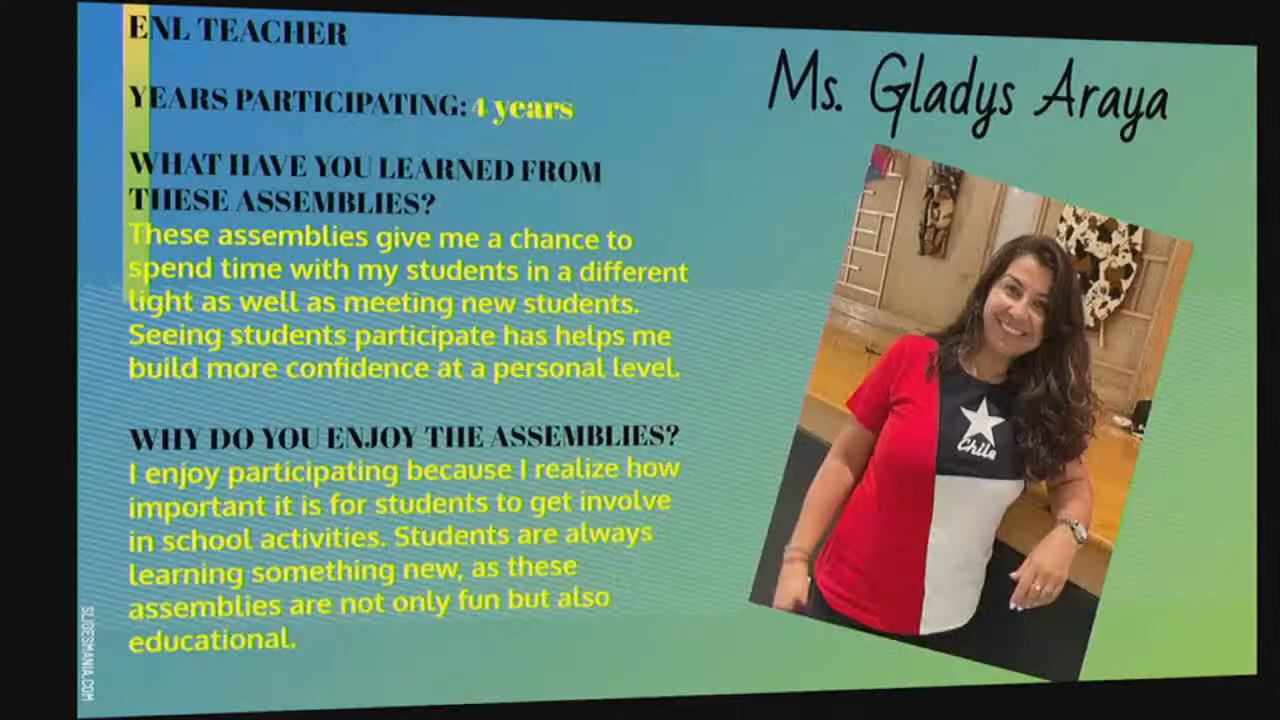 ENL TEACHER
YEARS PARTICIPATING: 4 years
WHAT HAVE YOU LEARNED FROM
THESE ASSEMBLIES?
These assemblies give me a chance to
spend time with my students in a different
light as well as meeting new students.
Seeing students participate has helps me
build more confidence at a personal level.
WHY DO YOU ENJOY THE ASSEMBLIES?
I enjoy participating because I realize how
important it is for students to get involve
in school activities. Students are always
learning something new, as these
assemblies are not only fun but also
educational.
Ms. Gladys Araya
Chile
SLIDESMANIA.COM